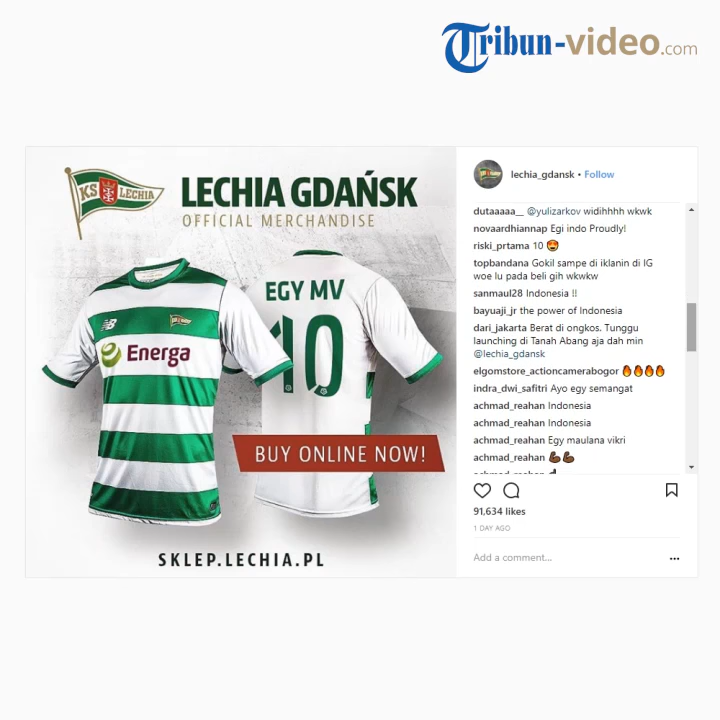 Tribun-video.com
KS LECHIA
LECHIA GDAŃSK
OFFICIAL MERCHANDISE
EGY MV
10
NB
Energa
BUY ONLINE NOW!
SKLEP.LECHIA.PL
lechia_gdansk • Follow
dutaaaaa__ @yulizarkov widihhhh wkwk
novaardhiannap Egi indo Proudly!
riski_prtama 10 😍
topbandana Gokil sampe di iklanin di IG
woe lu pada beli gih wkwkw
sanmaul28 Indonesia !!
bayuaji_jr the power of Indonesia
dari_jakarta Berat di ongkos. Tunggu
launching di Tanah Abang aja dah min
@lechia_gdansk
elgomstore_actioncamerabogor 🔥🔥🔥🔥
indra_dwi_safitri Ayo egy semangat
achmad_reahan Indonesia
achmad_reahan Indonesia
achmad_reahan Egy maulana vikri
achmad_reahan 💪🏿💪🏿
achmad_reahan
91,634 likes
1 DAY AGO
Add a comment...